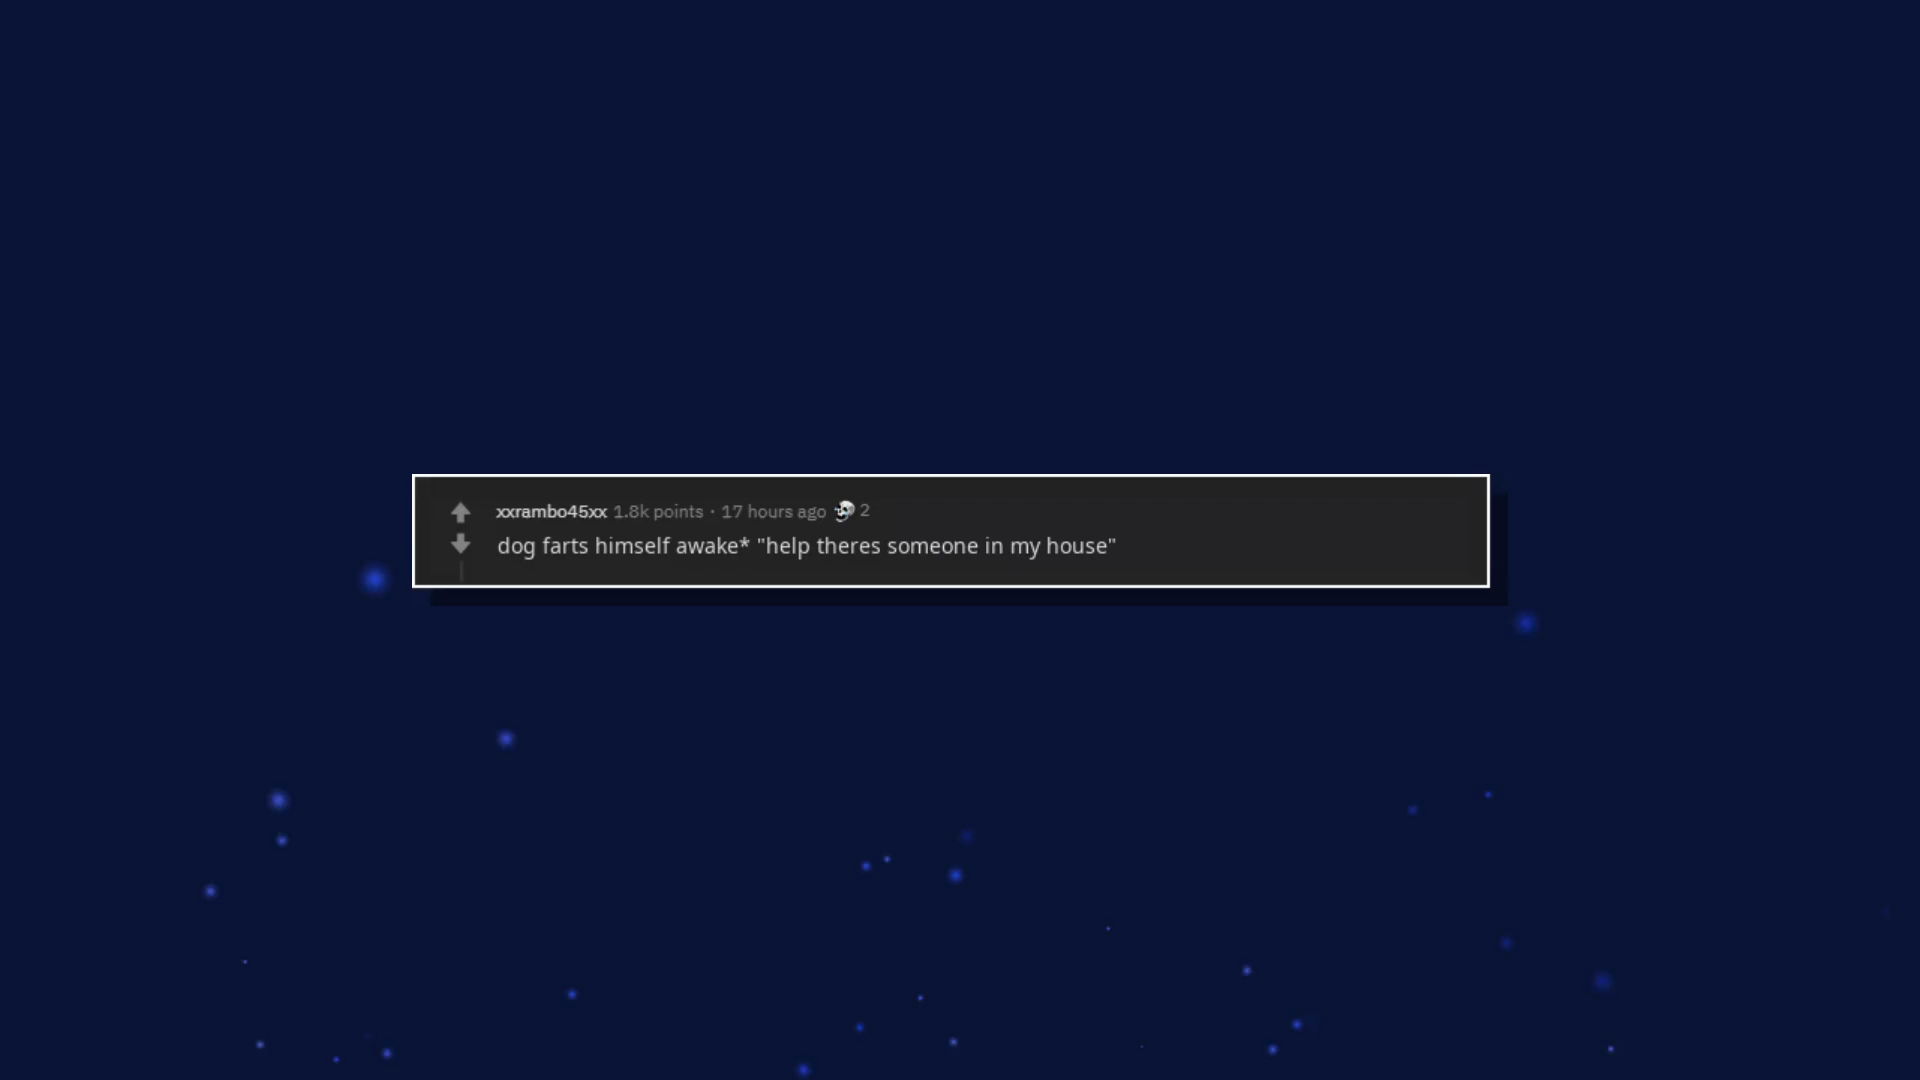 xxrambo45xx 1.8k points · 17 hours ago 2
dog farts himself awake* "help theres someone in my house"